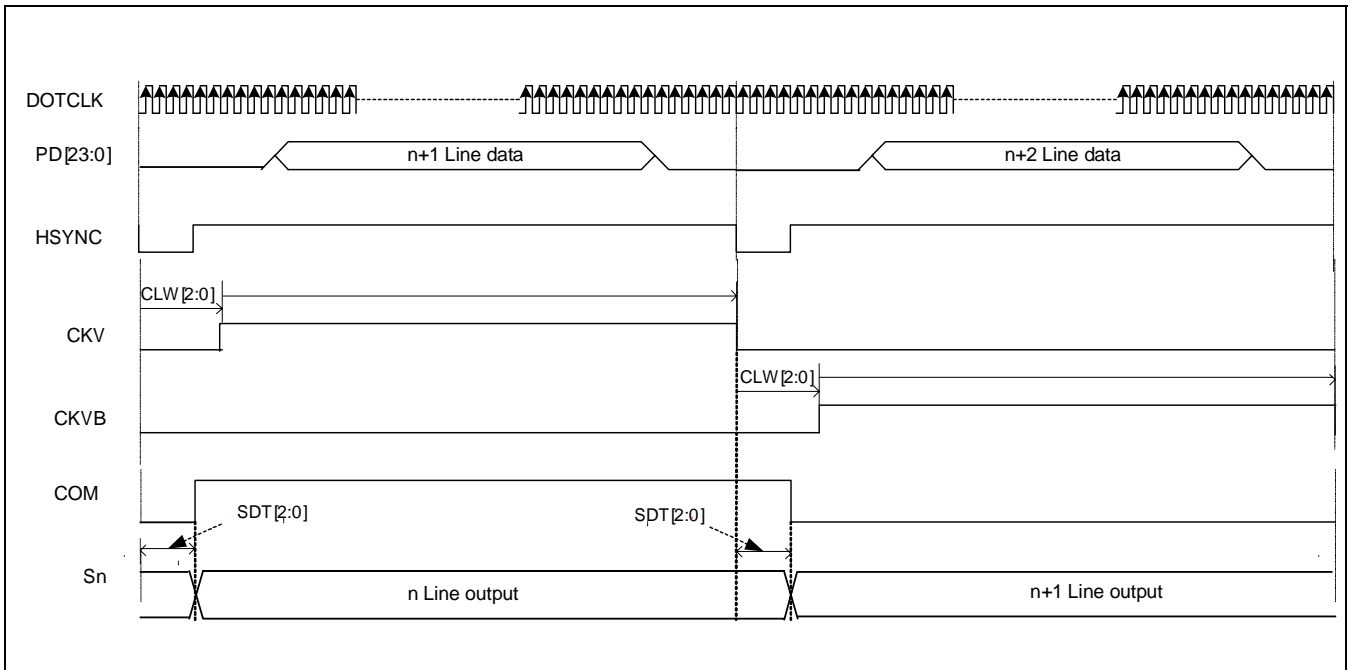 DOTCLK
PD[23:0]
n+1 Line data
n+2 Line data
HSYNC
CLW[2:0]
CKV
CLW[2:0]
CKVB
COM
SDT[2:0]
SDT[2:0]
Sn
n Line output
n+1 Line output